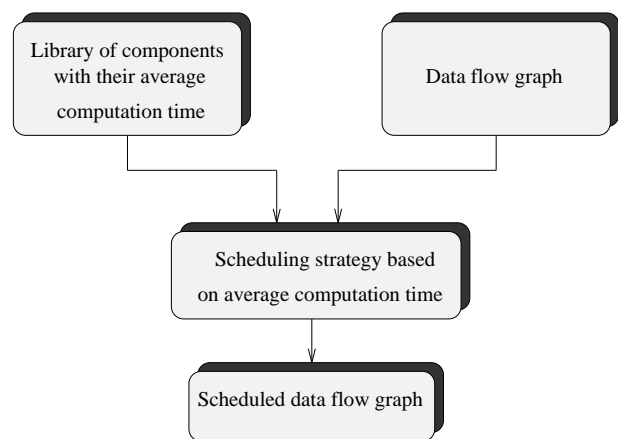 Library of components
with their average
computation time
Data flow graph
Scheduling strategy based
on average computation time
Scheduled data flow graph